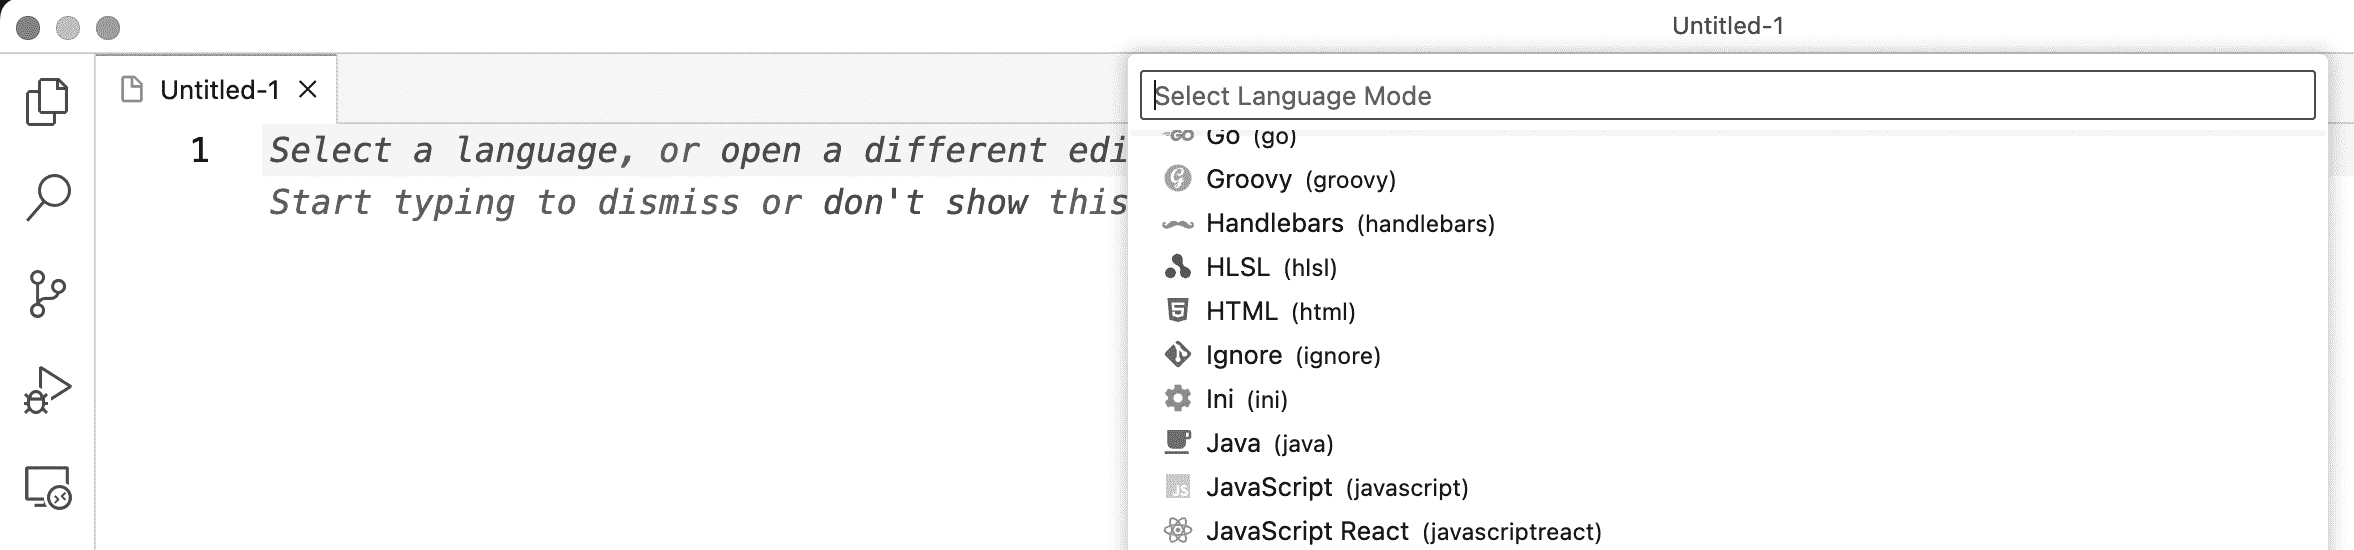 Untitled-1
Untitled-1
1 Select a language, or open a different edi
Start typing to dismiss or don't show this
Select Language Mode
GO Go (go)
Groovy (groovy)
Handlebars (handlebars)
HLSL (hlsl)
HTML (html)
Ignore (ignore)
Ini (ini)
Java (java)
JS JavaScript (javascript)
JavaScript React (javascriptreact)